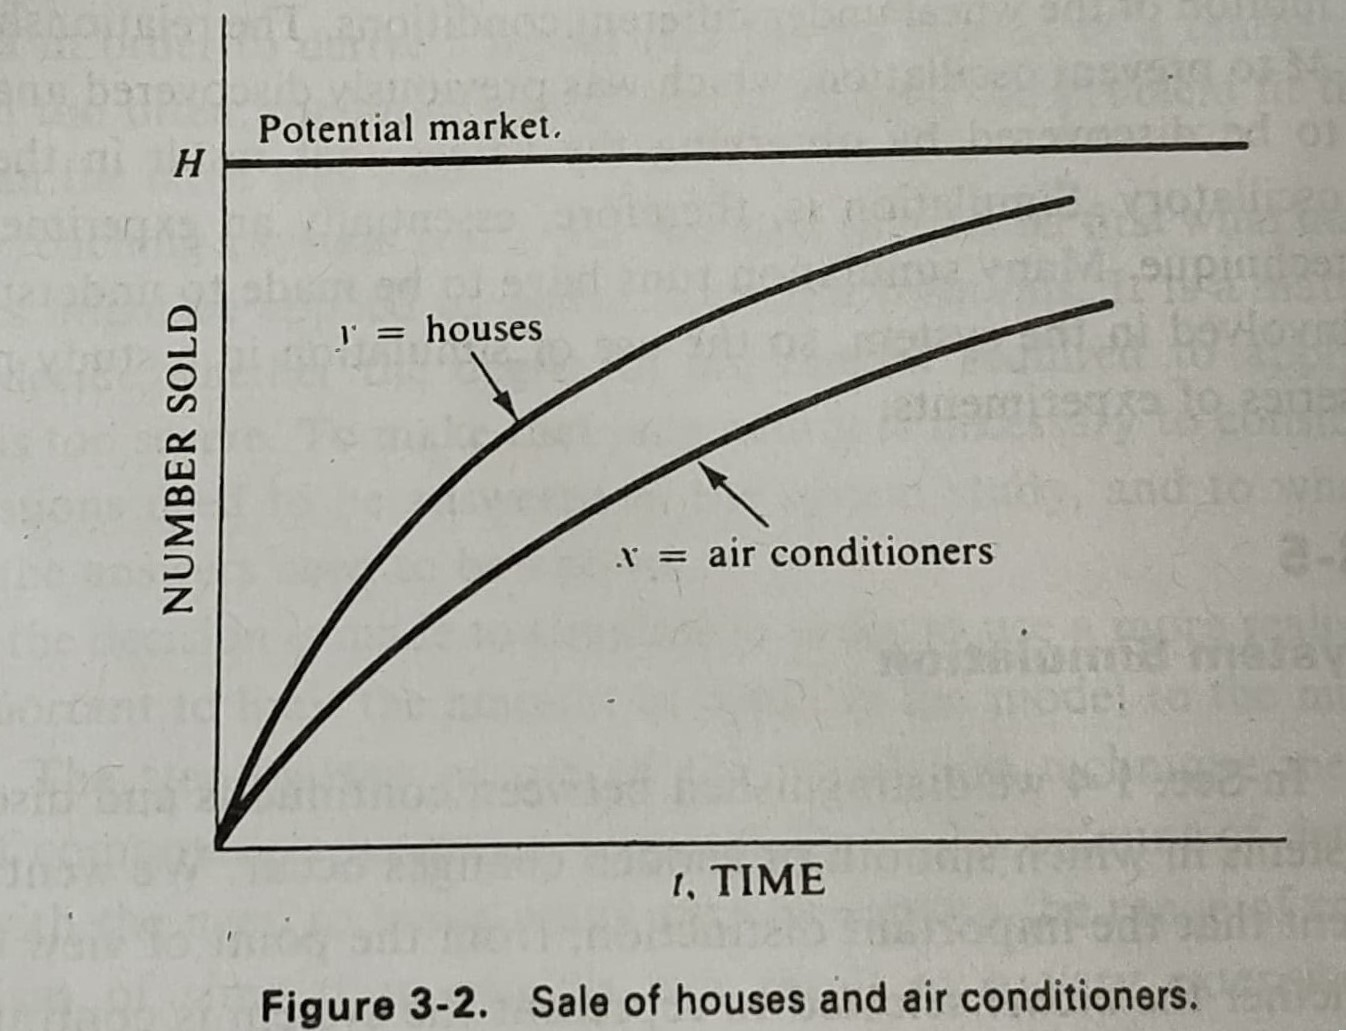 Potential market.
H
y = houses
NUMBER SOLD
x = air conditioners
t, TIME
Figure 3-2. Sale of houses and air conditioners.